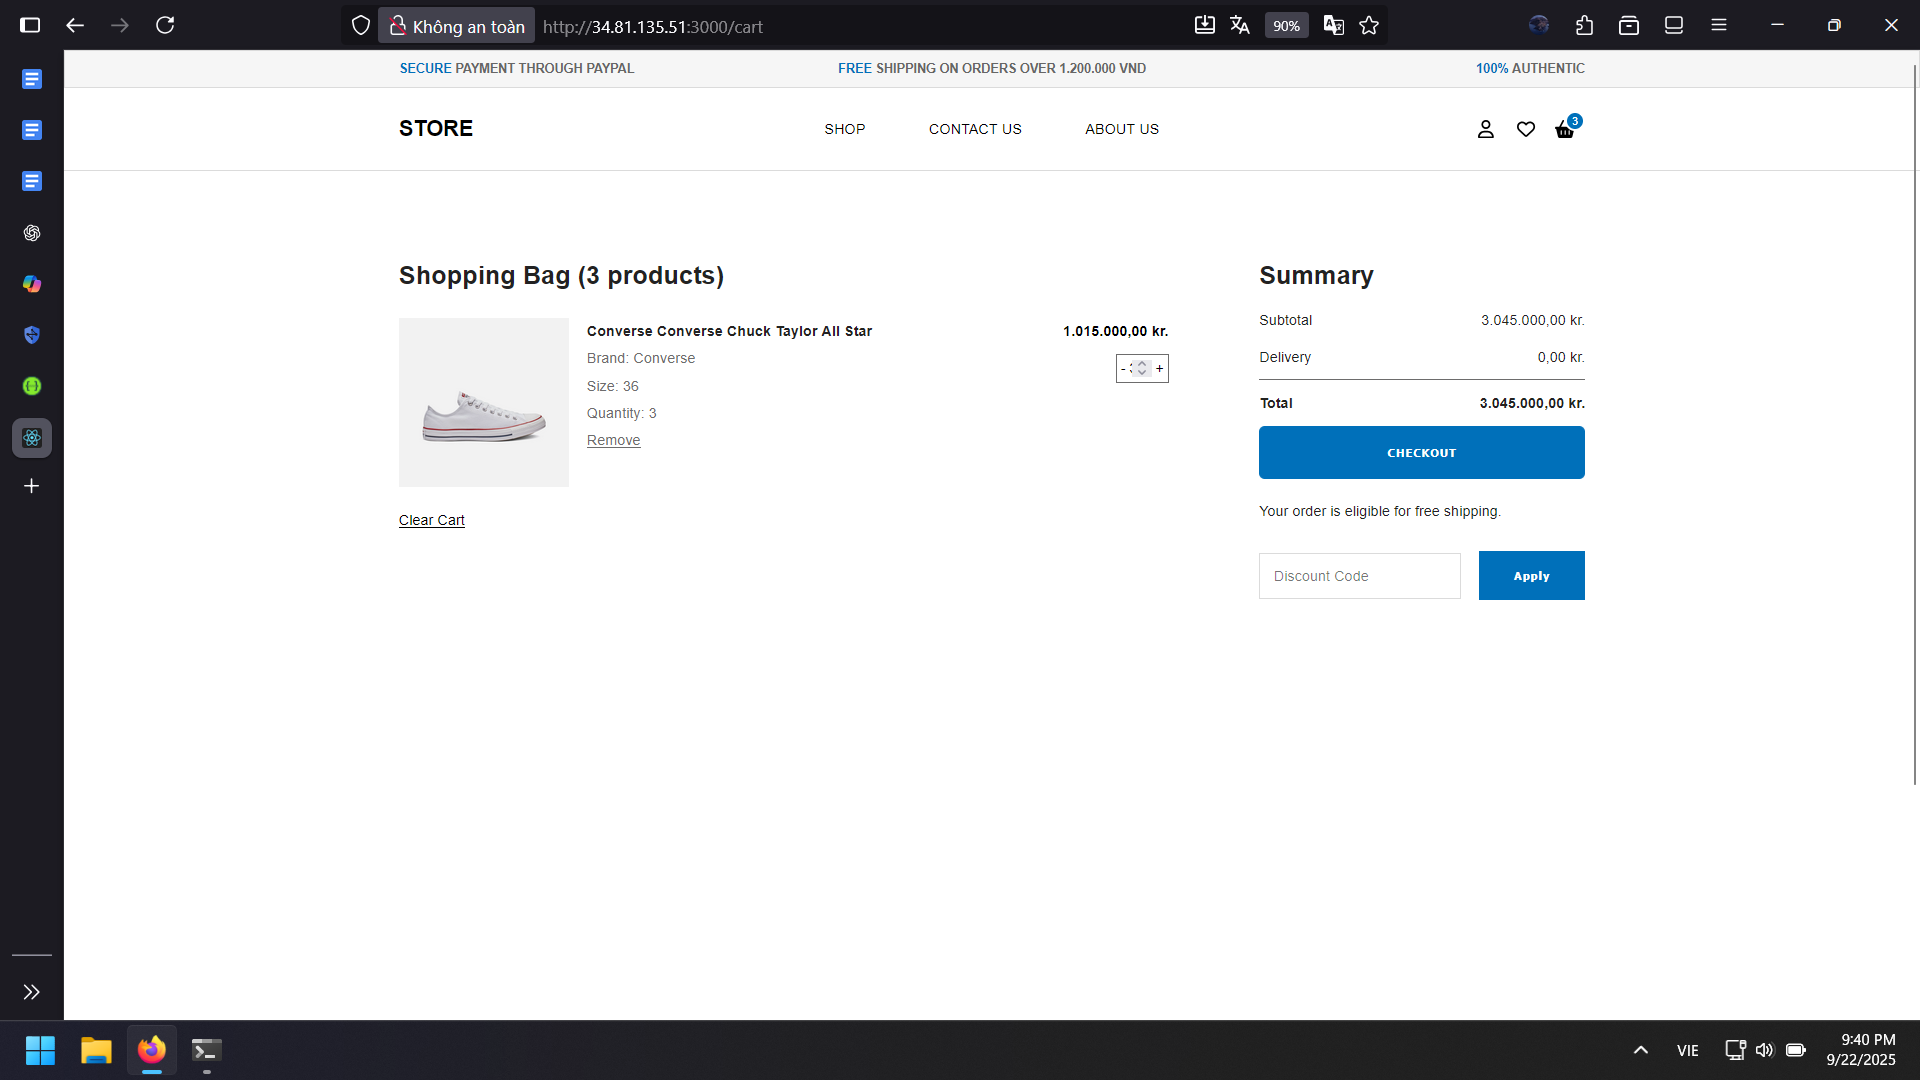 Không an toàn
http://34.81.135.51:3000/cart
90%
SECURE PAYMENT THROUGH PAYPAL
FREE SHIPPING ON ORDERS OVER 1.200.000 VND
100% AUTHENTIC
STORE
SHOP
CONTACT US
ABOUT US
3
Shopping Bag (3 products)
Converse Converse Chuck Taylor All Star
1.015.000,00 kr.
Brand: Converse
Size: 36
Quantity: 3
Remove
- +
Clear Cart
Summary
Subtotal 3.045.000,00 kr.
Delivery 0,00 kr.
Total 3.045.000,00 kr.
CHECKOUT
Your order is eligible for free shipping.
Discount Code
Apply
VIE
9:40 PM
9/22/2025